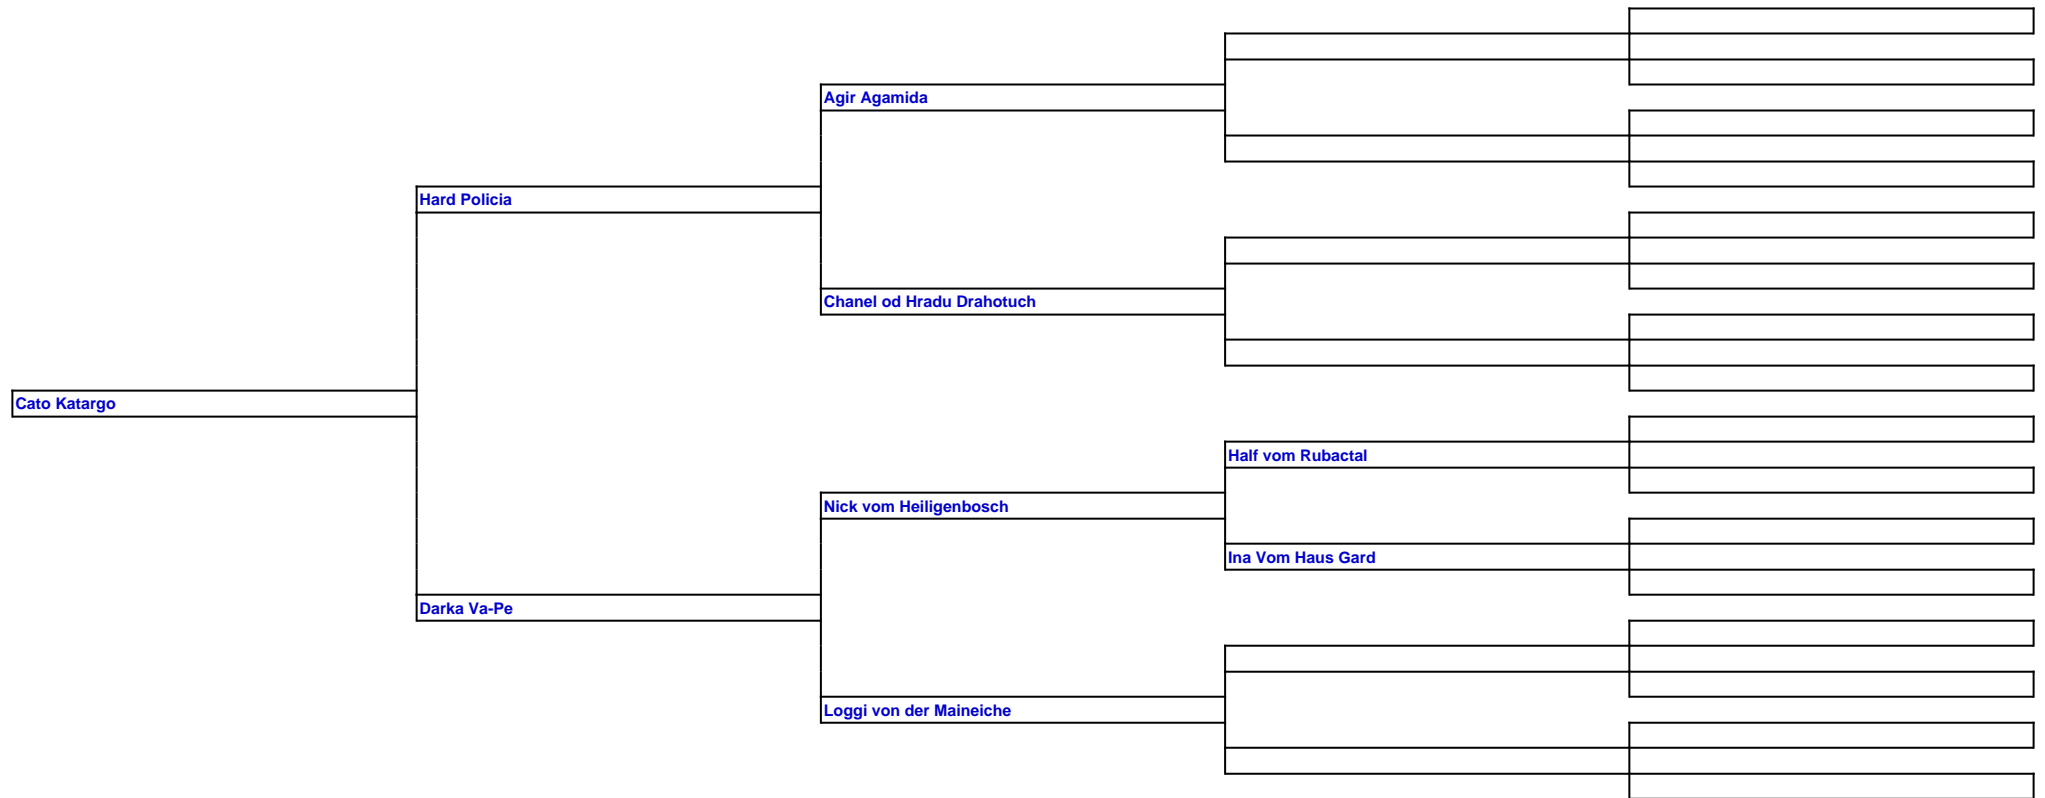 Agir Agamida
Hard Policia
Chanel od Hradu Drahotuch
Cato Katargo
Half vom Rubactal
Nick vom Heiligenbosch
Ina Vom Haus Gard
Darka Va-Pe
Loggi von der Maineiche